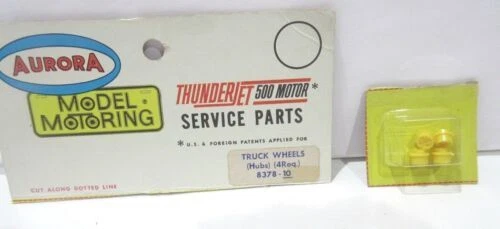 AURORA
MODEL
MOTORING
THUNDERJET 500 MOTOR *
SERVICE PARTS
* U.S. & FOREIGN PATENTS APPLIED FOR
TRUCK WHEELS
(Hubs) (4Req.)
8378-10
CUT ALONG DOTTED LINE